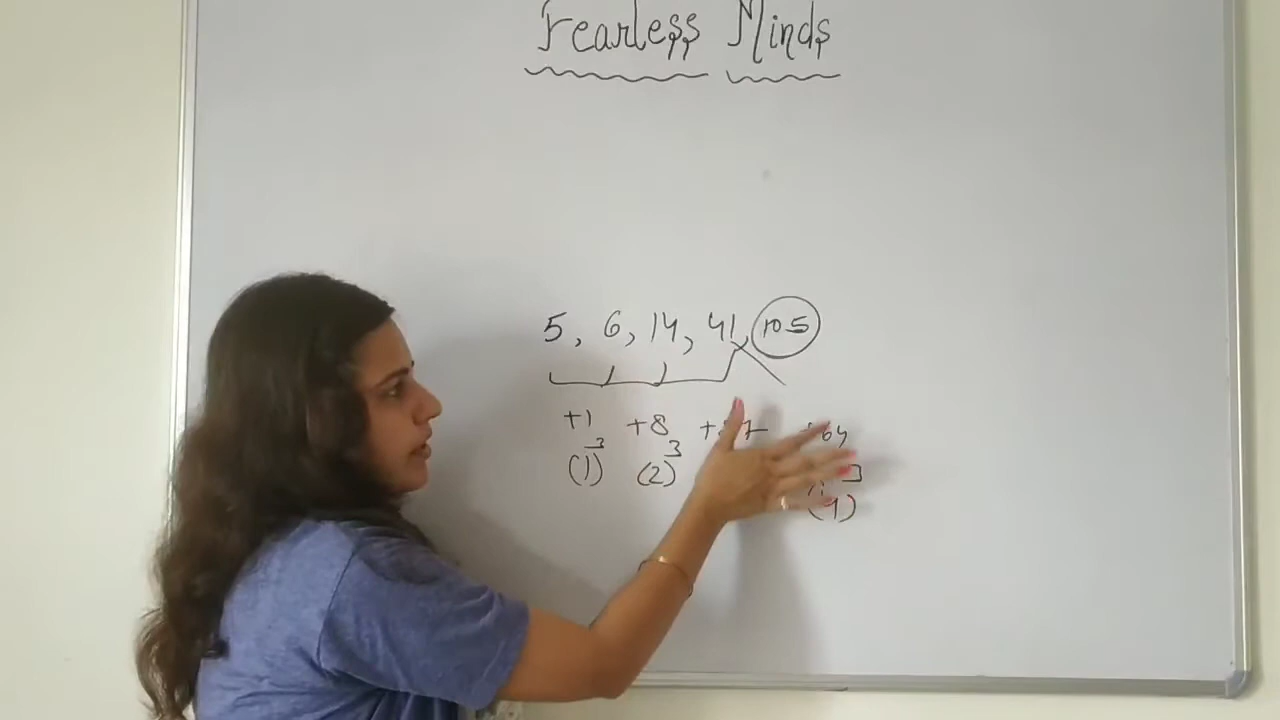 Fearless Minds
5, 6, 14, 41, 105
+1 +8
(1)³ (2)³